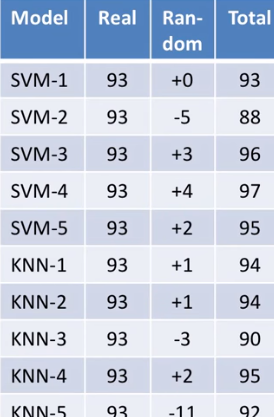 Model Real Ran- Total
dom
SVM-1 93 +0 93
SVM-2 93 -5 88
SVM-3 93 +3 96
SVM-4 93 +4 97
SVM-5 93 +2 95
KNN-1 93 +1 94
KNN-2 93 +1 94
KNN-3 93 -3 90
KNN-4 93 +2 95
KNN-5 93 -11 92